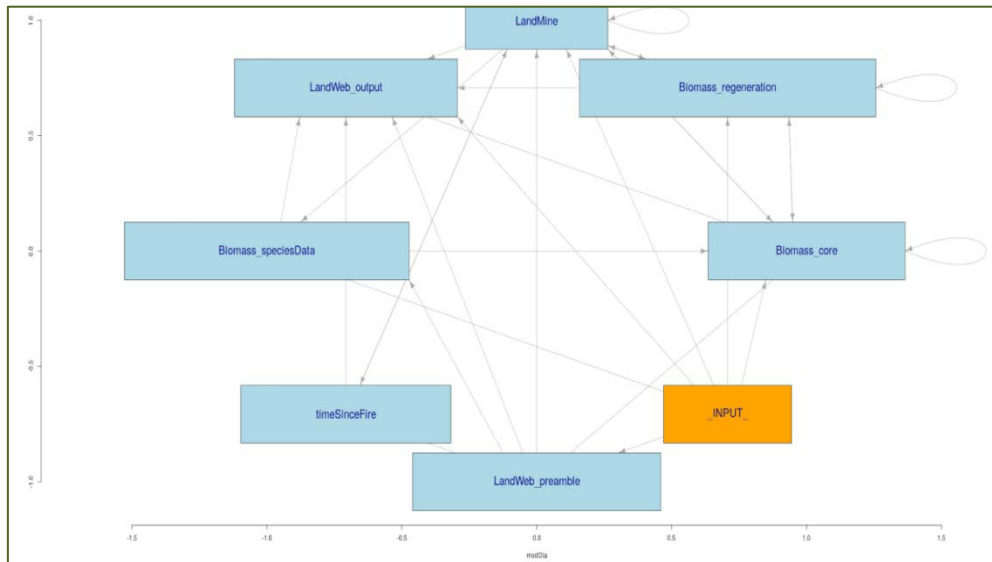 1.0
LandMine
LandWeb_output
Biomass_regeneration
0.5
Biomass_speciesData
0.0
Biomass_core
-0.5
timeSinceFire
_INPUT_
LandWeb_preamble
-1.0
-1.5
-1.0
-0.5
0.0
0.5
1.0
1.5